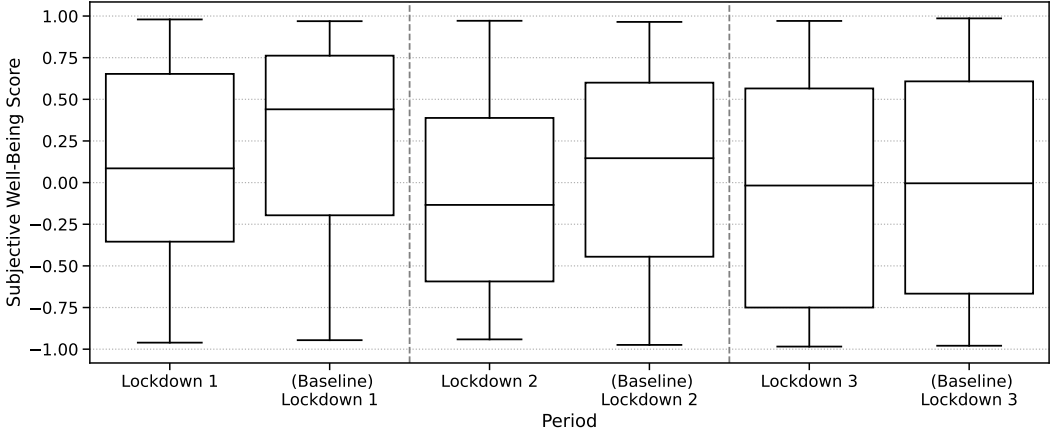 Subjective Well-Being Score
1.00
0.75
0.50
0.25
0.00
−0.25
−0.50
−0.75
−1.00
Lockdown 1
(Baseline)
Lockdown 1
Lockdown 2
(Baseline)
Lockdown 2
Lockdown 3
(Baseline)
Lockdown 3
Period